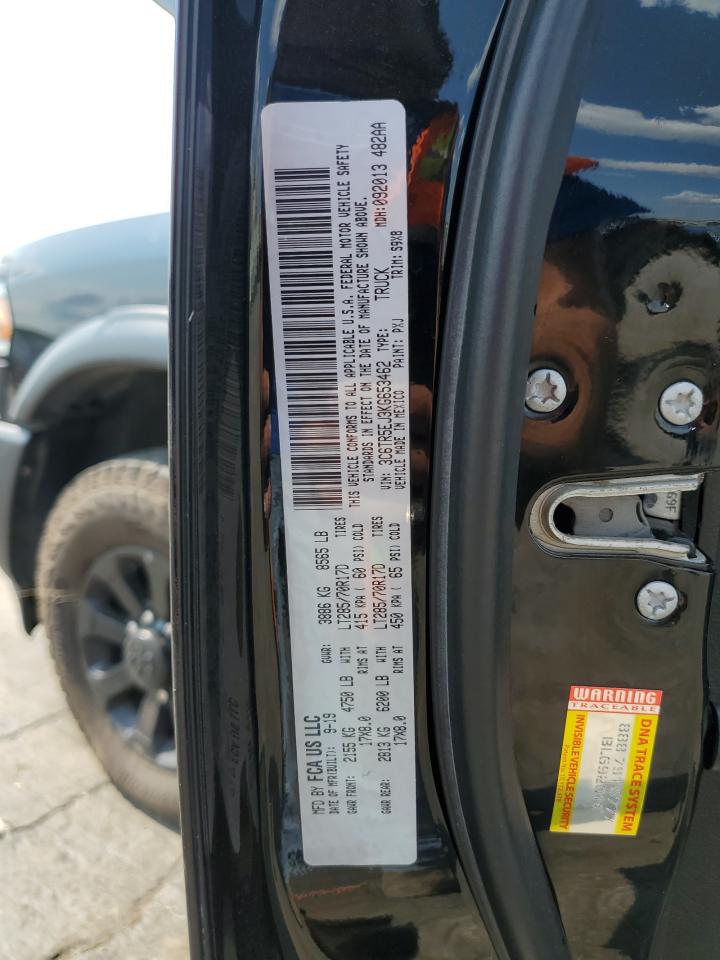 MFD BY FCA US LLC
DATE OF MFR(BUILT): 9-19 GVWR: 3886 KG 8565 LB
GAWR FRONT: 2155 KG 4750 LB WITH LT285/70R17D TIRES
17X8.0 RIMS AT 415 KPA ( 60 PSI) COLD
GAWR REAR: 2813 KG 6200 LB WITH LT285/70R17D TIRES
17X8.0 RIMS AT 450 KPA ( 65 PSI) COLD
THIS VEHICLE CONFORMS TO ALL APPLICABLE U.S.A. FEDERAL MOTOR VEHICLE SAFETY
STANDARDS IN EFFECT ON THE DATE OF MANUFACTURE SHOWN ABOVE.
VIN: 3C6TR5EJ3KG653462 TYPE: TRUCK MDH:092013 482AA
VEHICLE MADE IN MEXICO PAINT: PXJ TRIM: S9X8
69F
WARNING
TRACEABLE
DNA TRACE SYSTEM
INVISIBLE VEHICLE SECURITY